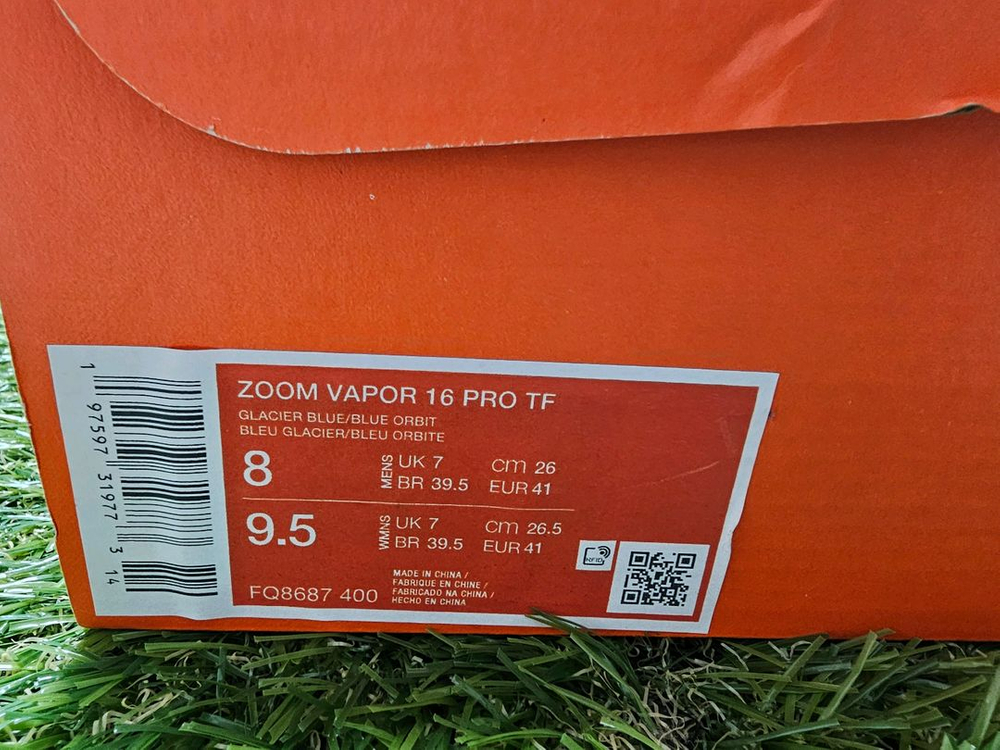 ZOOM VAPOR 16 PRO TF
GLACIER BLUE/BLUE ORBIT
BLEU GLACIER/BLEU ORBITE
8 MENS UK 7 cm 26
BR 39.5 EUR 41
9.5 WMNS UK 7 cm 26.5
BR 39.5 EUR 41
FQ8687 400
MADE IN CHINA /
FABRIQUE EN CHINE /
FABRICADO NA CHINA /
HECHO EN CHINA
NFID
1 97597 31977 3 14